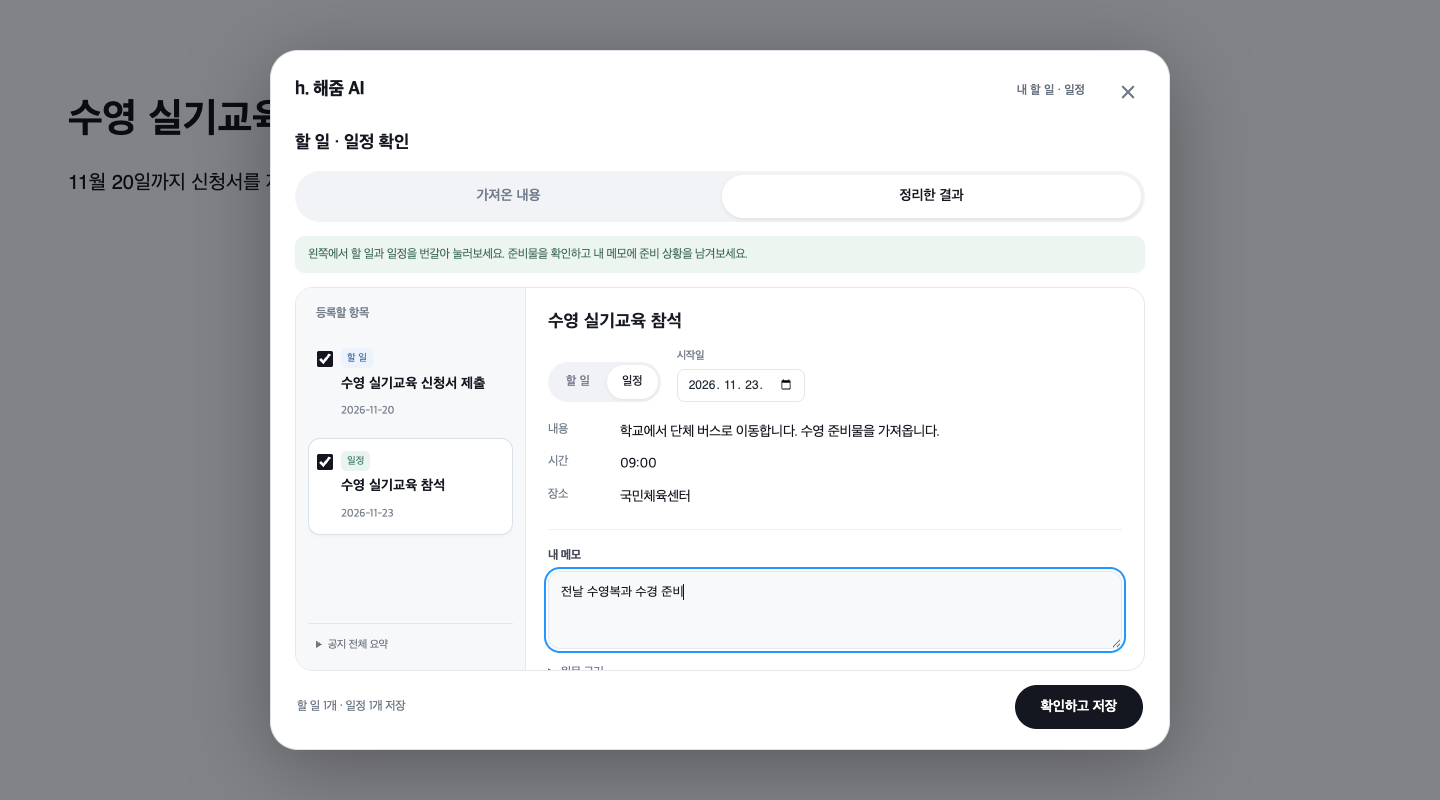 수영 실기교육
11월 20일까지 신청서를
h. 해줌 AI
내 할 일 · 일정
할 일 · 일정 확인
가져온 내용
정리한 결과
왼쪽에서 할 일과 일정을 번갈아 눌러보세요. 준비물을 확인하고 내 메모에 준비 상황을 남겨보세요.
등록할 항목
할 일
수영 실기교육 신청서 제출
2026-11-20
일정
수영 실기교육 참석
2026-11-23
▶ 공지 전체 요약
수영 실기교육 참석
할 일
일정
시작일
2026. 11. 23.
내용
학교에서 단체 버스로 이동합니다. 수영 준비물을 가져옵니다.
시간
09:00
장소
국민체육센터
내 메모
전날 수영복과 수경 준비
할 일 1개 · 일정 1개 저장
확인하고 저장